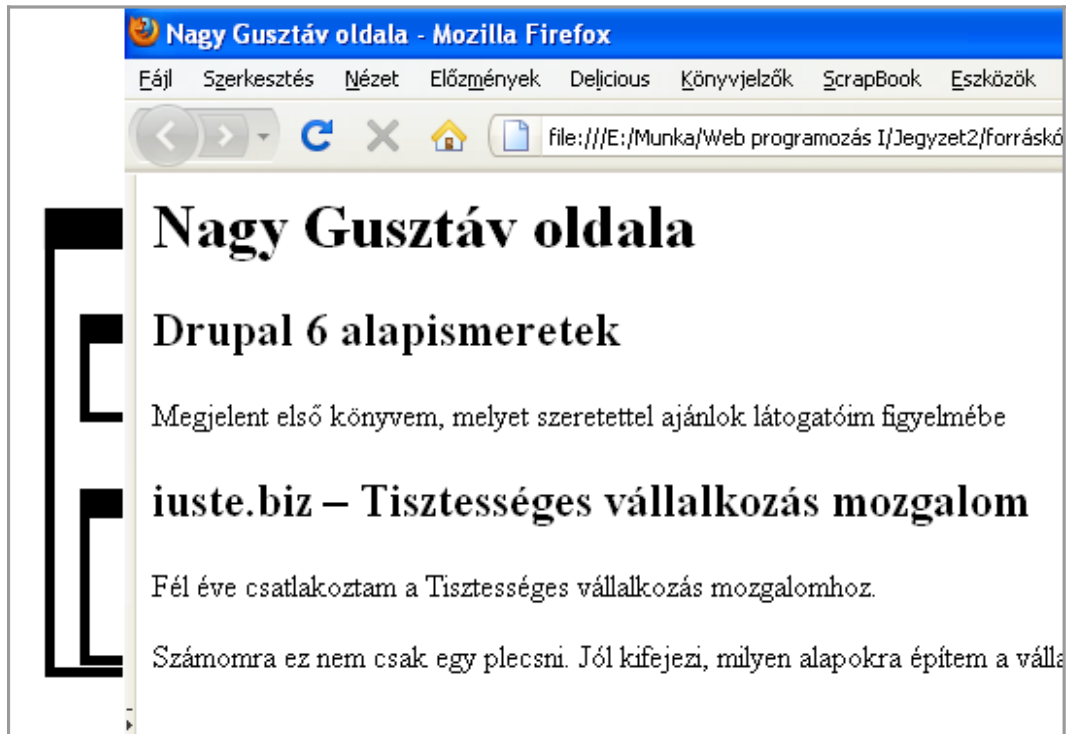 Nagy Gusztáv oldala - Mozilla Firefox
Fájl Szerkesztés Nézet Előzmények Delicious Könyvjelzők ScrapBook Eszközök
file:///E:/Munka/Web programozás I/Jegyzet2/forráskó
Nagy Gusztáv oldala
Drupal 6 alapismeretek
Megjelent első könyvem, melyet szeretettel ajánlok látogatóim figyelmébe
iuste.biz – Tisztességes vállalkozás mozgalom
Fél éve csatlakoztam a Tisztességes vállalkozás mozgalomhoz.
Számomra ez nem csak egy plecsni. Jól kifejezi, milyen alapokra építem a válla